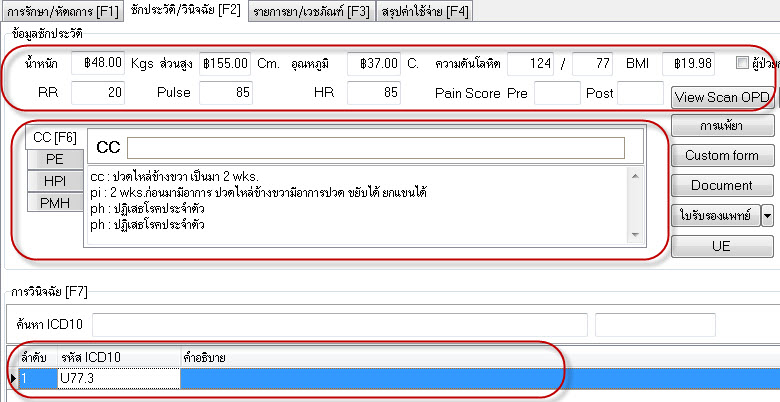 การรักษา/หัตถการ [F1] ซักประวัติ/วินิจฉัย [F2] รายการยา/เวชภัณฑ์ [F3] สรุปค่าใช้จ่าย [F4]
ข้อมูลซักประวัติ
น้ำหนัก ฿48.00 Kgs ส่วนสูง ฿155.00 Cm. อุณหภูมิ ฿37.00 C. ความดันโลหิต 124 / 77 BMI ฿19.98
RR 20 Pulse 85 HR 85 Pain Score Pre Post View Scan OPD
CC [F6] CC การแพ้ยา
PE Custom form
HPI Document
PMH ใบรับรองแพทย์
UE
cc : ปวดไหล่ข้างขวา เป็นมา 2 wks.
pi : 2 wks.ก่อนมามีอาการ ปวดไหล่ข้างขวามีอาการปวด ขยับได้ ยกแขนได้
ph : ปฏิเสธโรคประจำตัว
ph : ปฏิเสธโรคประจำตัว
การวินิจฉัย [F7]
ค้นหา ICD10
ลำดับ รหัส ICD10 คำอธิบาย
1 U77.3